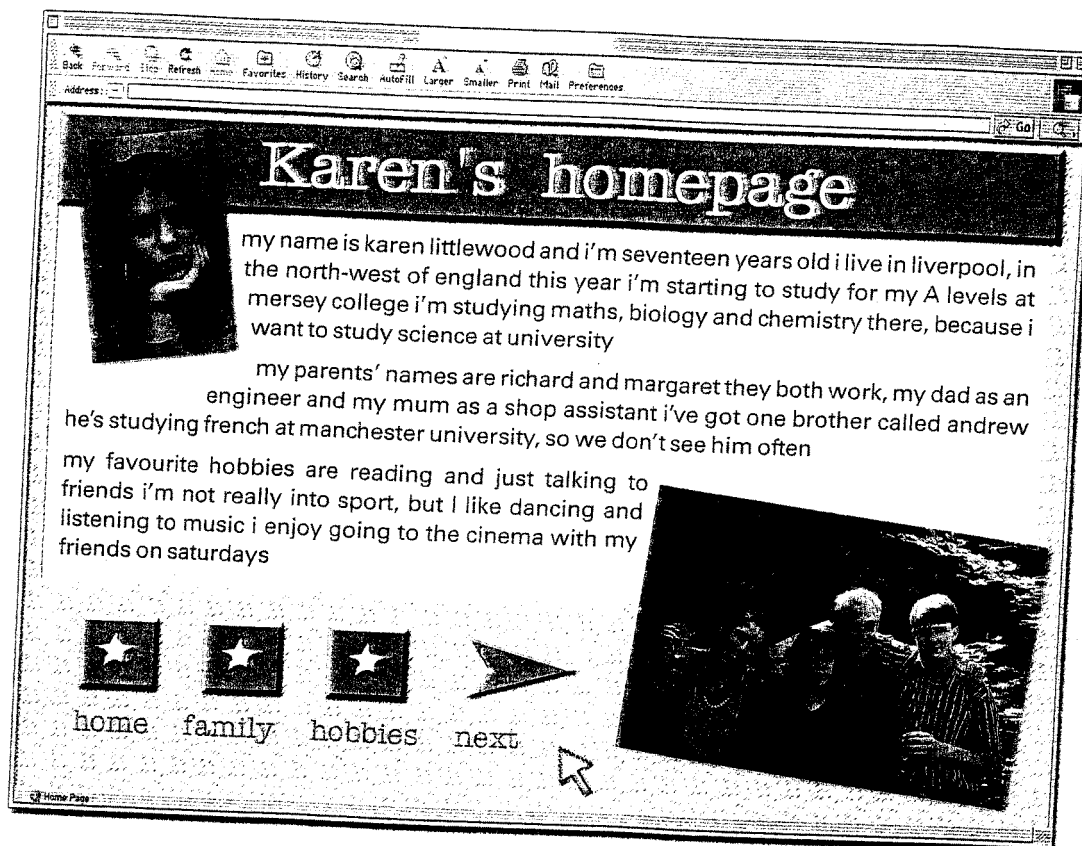 Back Forward Stop Refresh Home Favorites History Search AutoFill Larger Smaller Print Mail Preferences
Address:
Go
Karen's homepage
my name is karen littlewood and i'm seventeen years old i live in liverpool, in
the north-west of england this year i'm starting to study for my A levels at
mersey college i'm studying maths, biology and chemistry there, because i
want to study science at university
my parents' names are richard and margaret they both work, my dad as an
engineer and my mum as a shop assistant i've got one brother called andrew
he's studying french at manchester university, so we don't see him often
my favourite hobbies are reading and just talking to
friends i'm not really into sport, but I like dancing and
listening to music i enjoy going to the cinema with my
friends on saturdays
home family hobbies next
Home Page